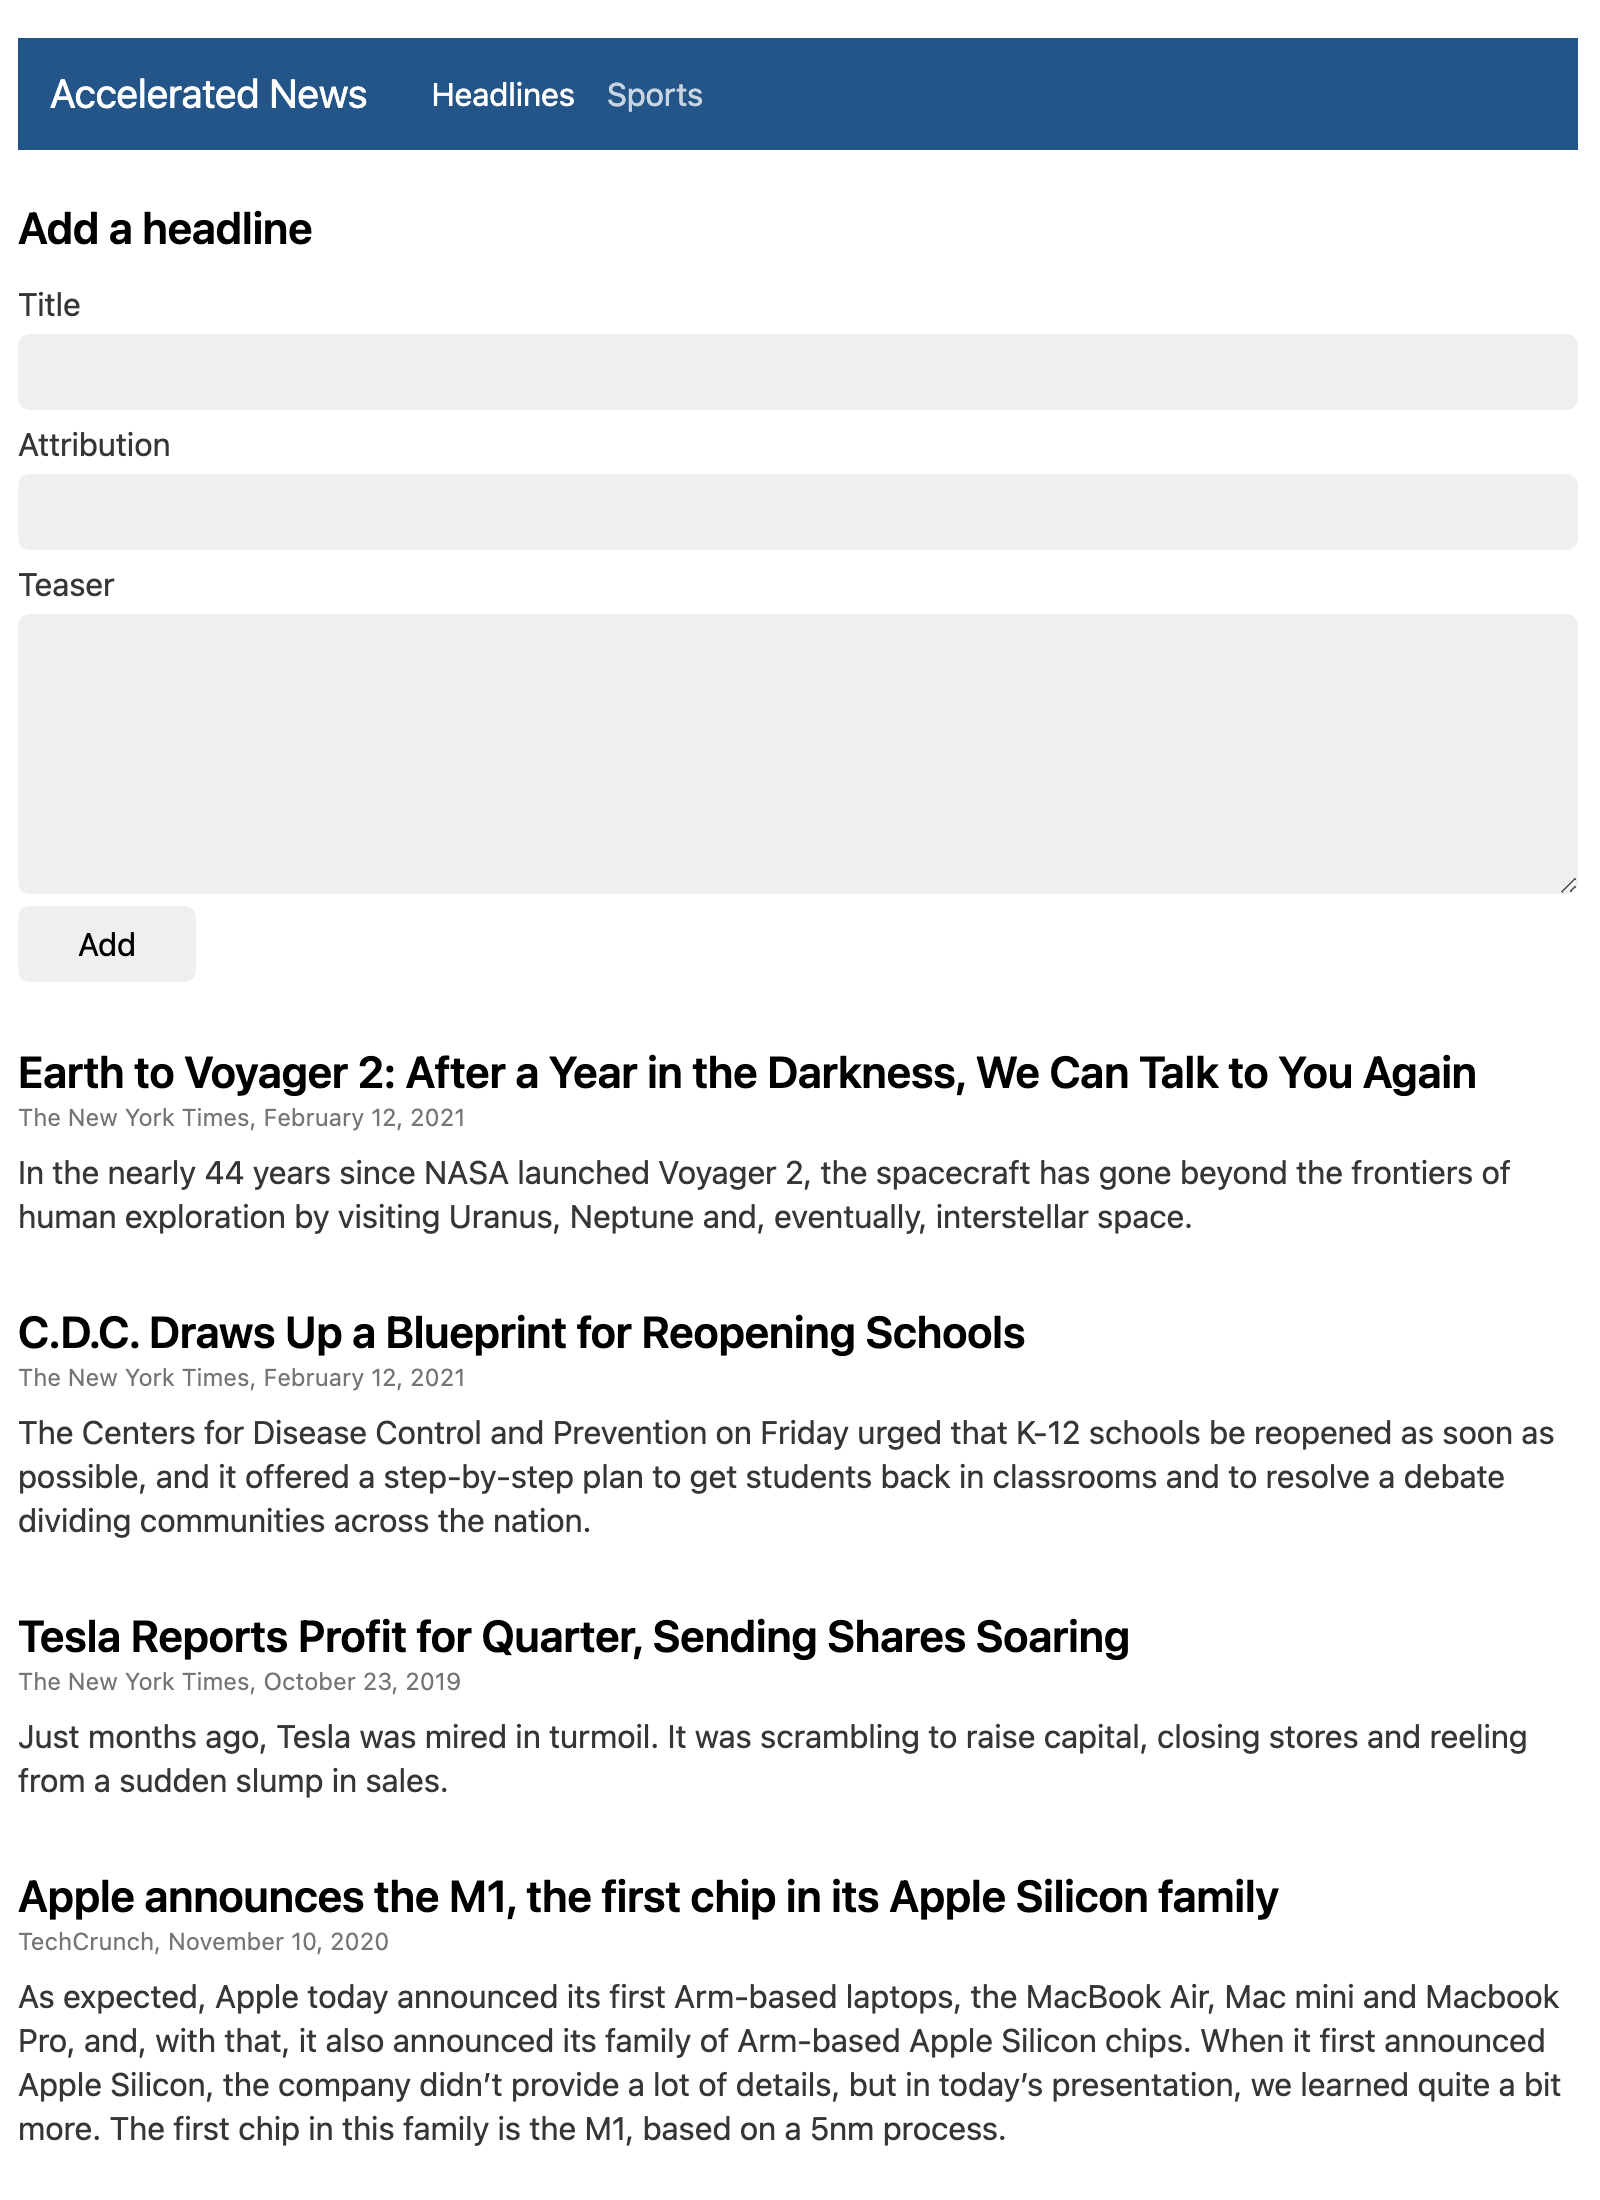 Accelerated News Headlines Sports
Add a headline
Title
Attribution
Teaser
Add
Earth to Voyager 2: After a Year in the Darkness, We Can Talk to You Again
The New York Times, February 12, 2021
In the nearly 44 years since NASA launched Voyager 2, the spacecraft has gone beyond the frontiers of
human exploration by visiting Uranus, Neptune and, eventually, interstellar space.
C.D.C. Draws Up a Blueprint for Reopening Schools
The New York Times, February 12, 2021
The Centers for Disease Control and Prevention on Friday urged that K-12 schools be reopened as soon as
possible, and it offered a step-by-step plan to get students back in classrooms and to resolve a debate
dividing communities across the nation.
Tesla Reports Profit for Quarter, Sending Shares Soaring
The New York Times, October 23, 2019
Just months ago, Tesla was mired in turmoil. It was scrambling to raise capital, closing stores and reeling
from a sudden slump in sales.
Apple announces the M1, the first chip in its Apple Silicon family
TechCrunch, November 10, 2020
As expected, Apple today announced its first Arm-based laptops, the MacBook Air, Mac mini and Macbook
Pro, and, with that, it also announced its family of Arm-based Apple Silicon chips. When it first announced
Apple Silicon, the company didn’t provide a lot of details, but in today’s presentation, we learned quite a bit
more. The first chip in this family is the M1, based on a 5nm process.